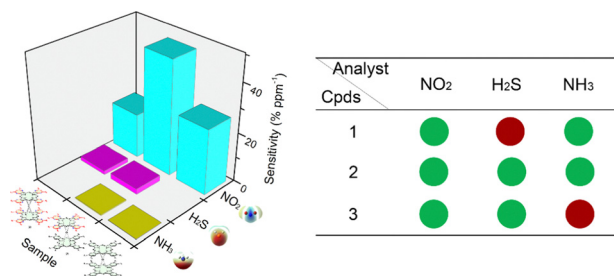 40
20
0
Sensitivity (% ppm⁻¹)
NO₂
H₂S
NH₃
Sample
Analyst
Cpds
NO₂ H₂S NH₃
1
2
3